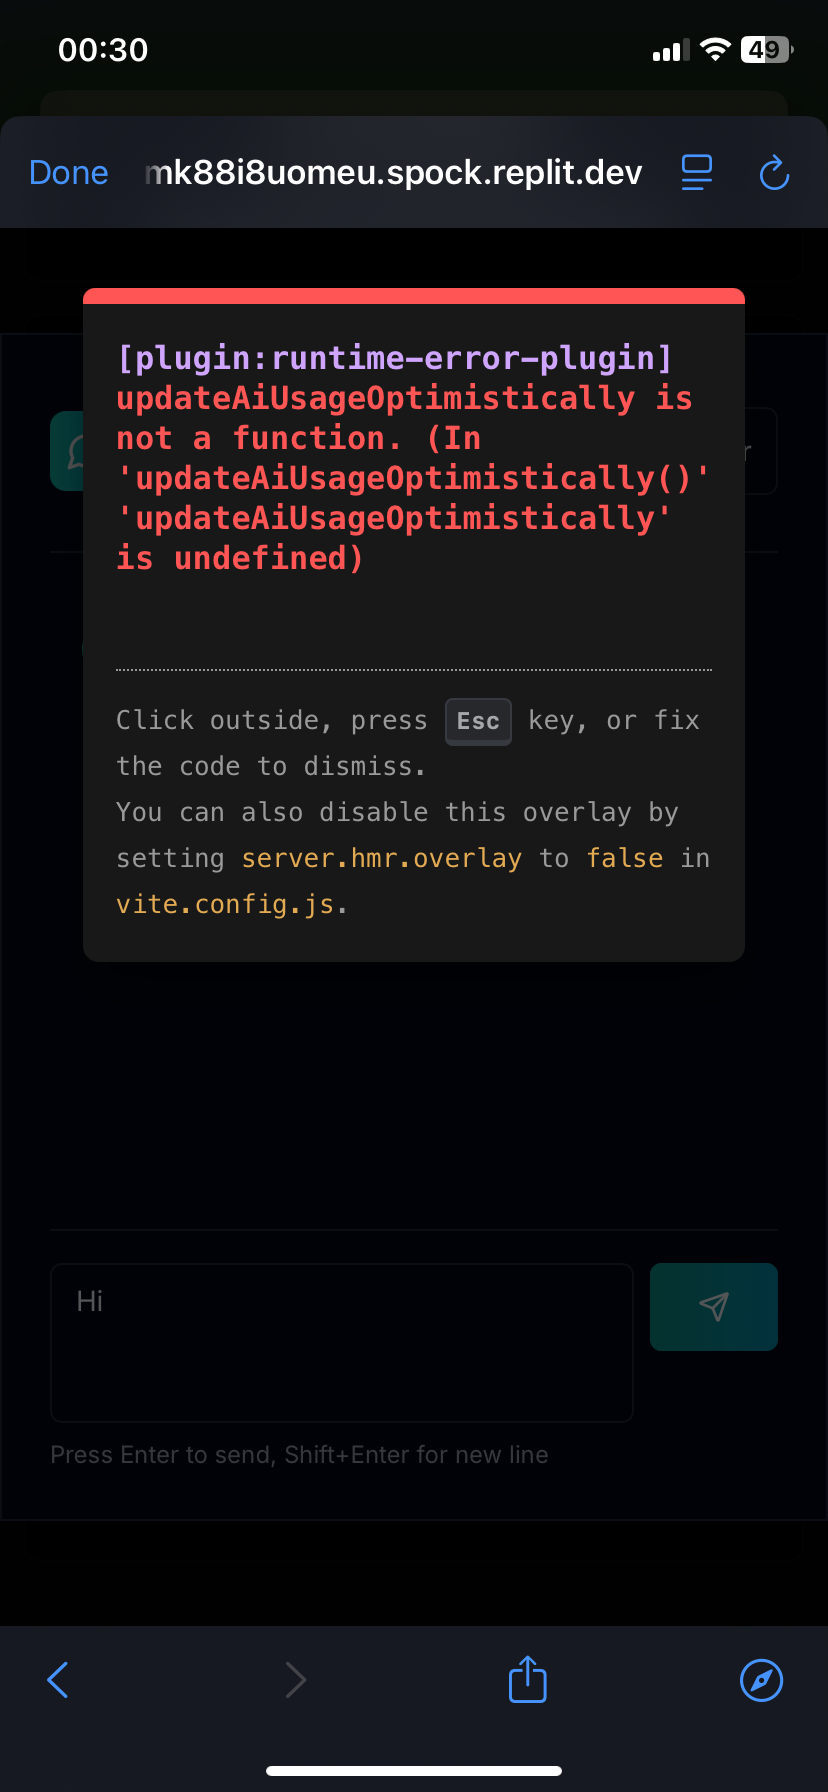 00:30
49
Done
mk88i8uomeu.spock.replit.dev
[plugin:runtime-error-plugin]
updateAiUsageOptimistically is
not a function. (In
'updateAiUsageOptimistically()'
'updateAiUsageOptimistically'
is undefined)
Click outside, press Esc key, or fix
the code to dismiss.
You can also disable this overlay by
setting server.hmr.overlay to false in
vite.config.js.
Hi
Press Enter to send, Shift+Enter for new line